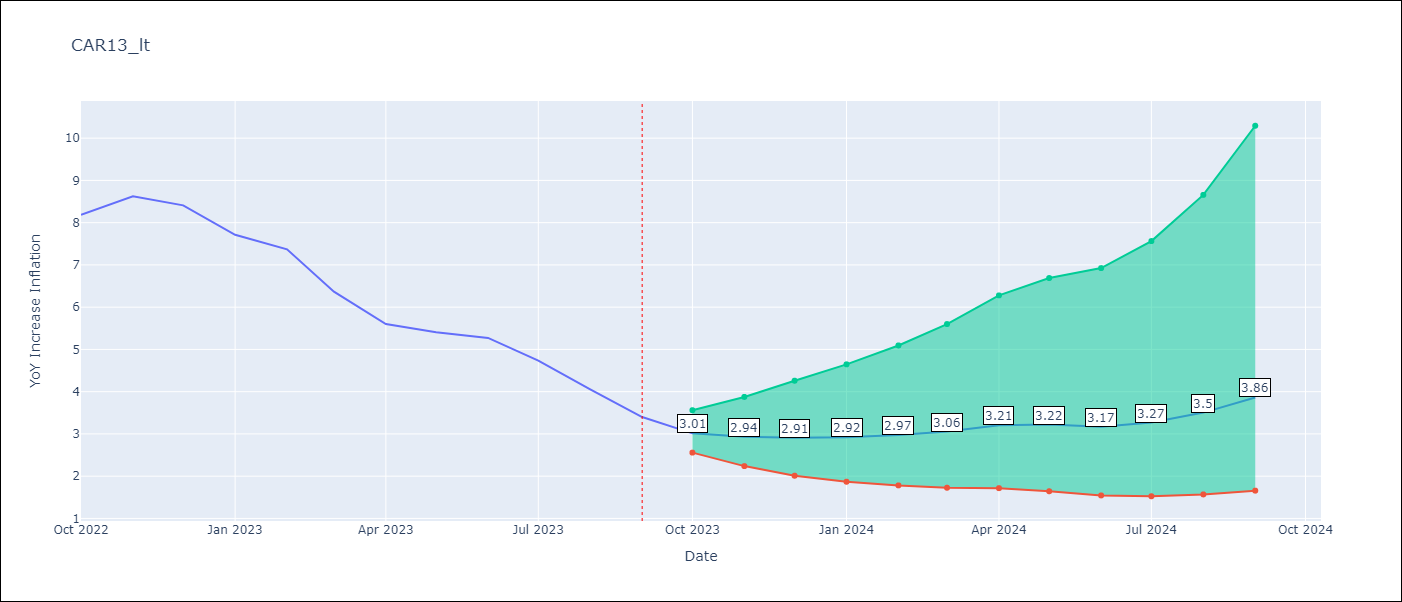 CAR13_lt
YoY Increase Inflation
10
9
8
7
6
5
4
3
2
1
3.01
2.94
2.91
2.92
2.97
3.06
3.21
3.22
3.17
3.27
3.5
3.86
Oct 2022
Jan 2023
Apr 2023
Jul 2023
Oct 2023
Jan 2024
Apr 2024
Jul 2024
Oct 2024
Date